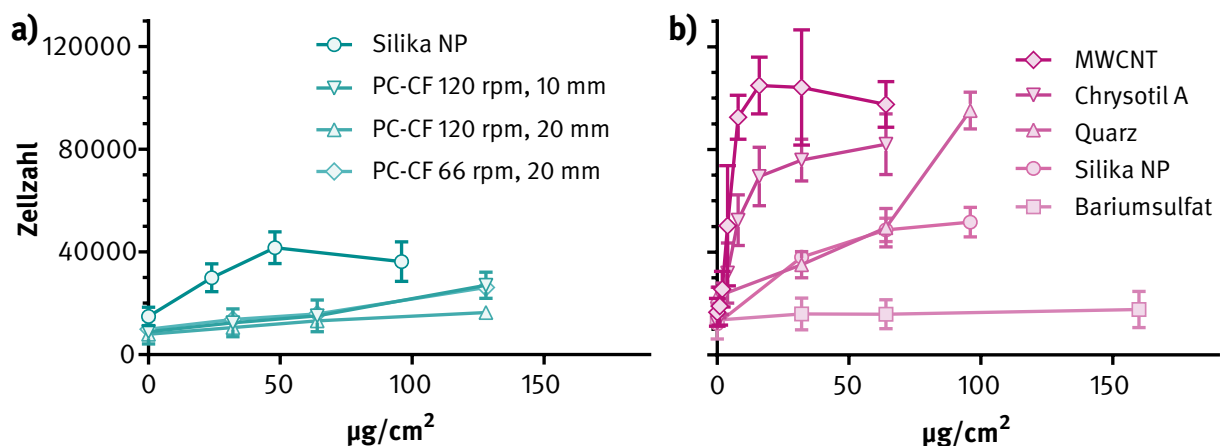 a)
Zellzahl
120000
80000
40000
0
0
50
100
150
µg/cm²
Silika NP
PC-CF 120 rpm, 10 mm
PC-CF 120 rpm, 20 mm
PC-CF 66 rpm, 20 mm
b)
0
50
100
150
µg/cm²
MWCNT
Chrysotil A
Quarz
Silika NP
Bariumsulfat